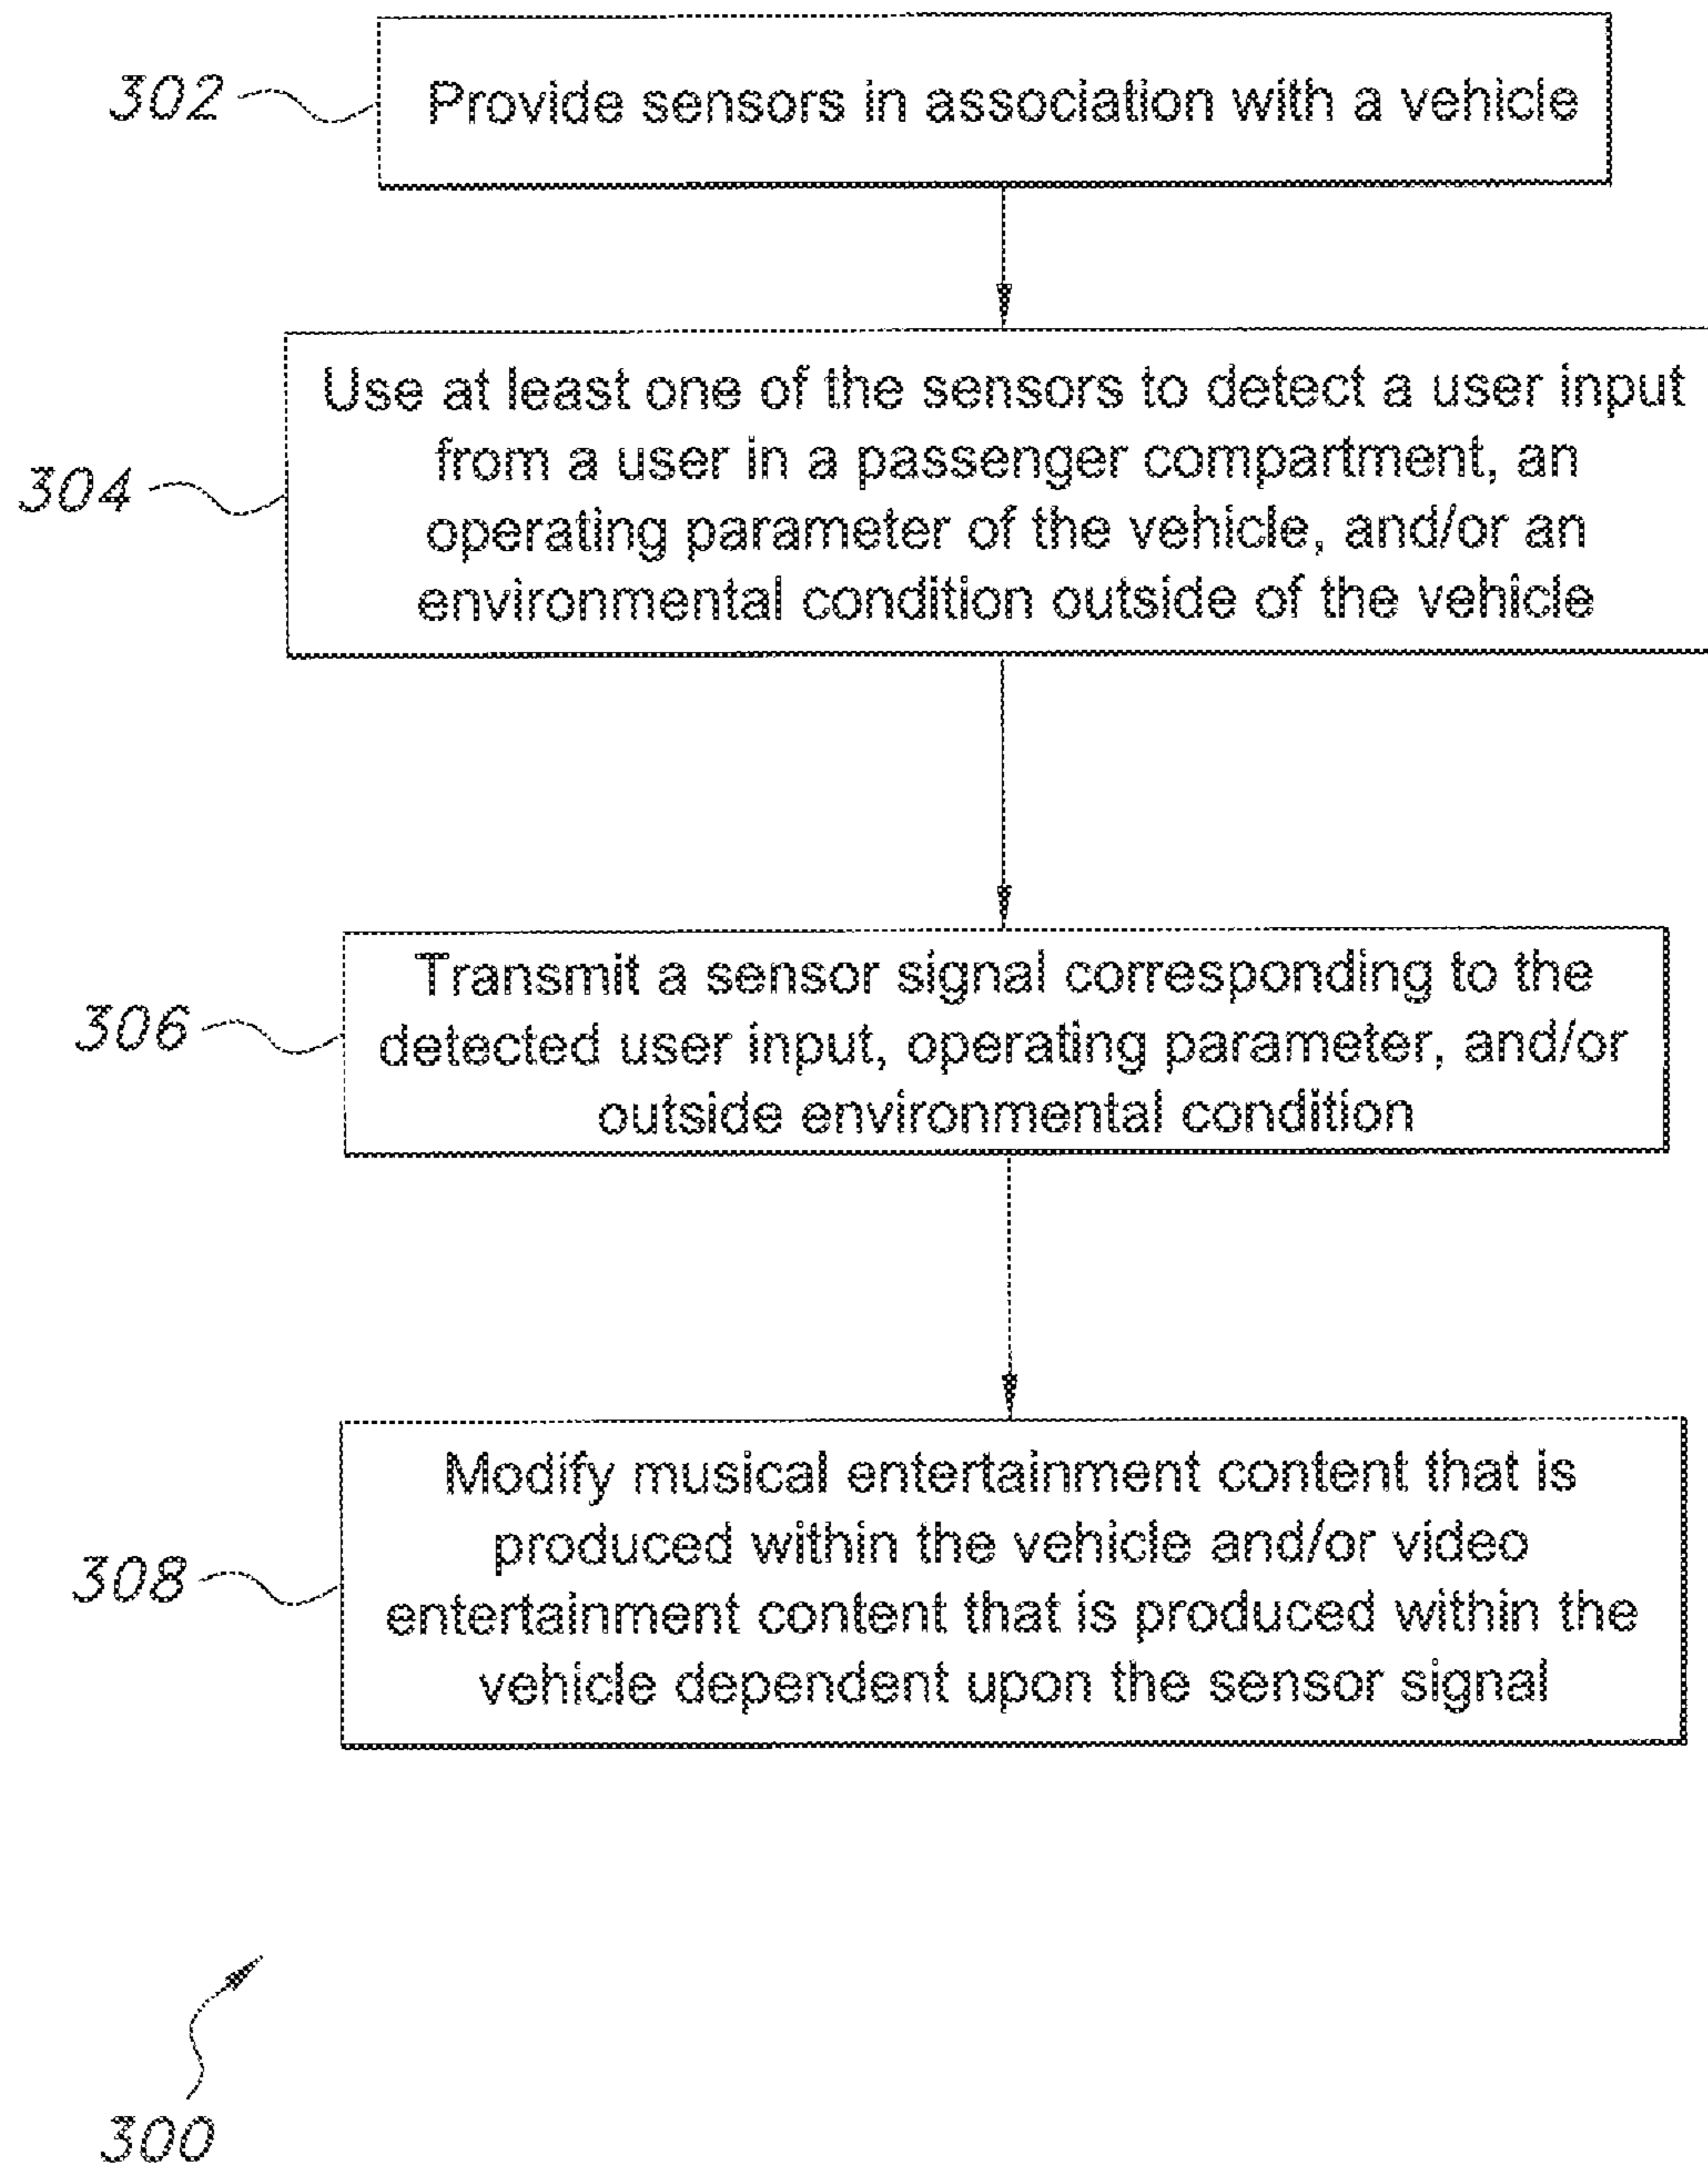 302
Provide sensors in association with a vehicle
304
Use at least one of the sensors to detect a user input
from a user in a passenger compartment, an
operating parameter of the vehicle, and/or an
environmental condition outside of the vehicle
306
Transmit a sensor signal corresponding to the
detected user input, operating parameter, and/or
outside environmental condition
308
Modify musical entertainment content that is
produced within the vehicle and/or video
entertainment content that is produced within the
vehicle dependent upon the sensor signal
300